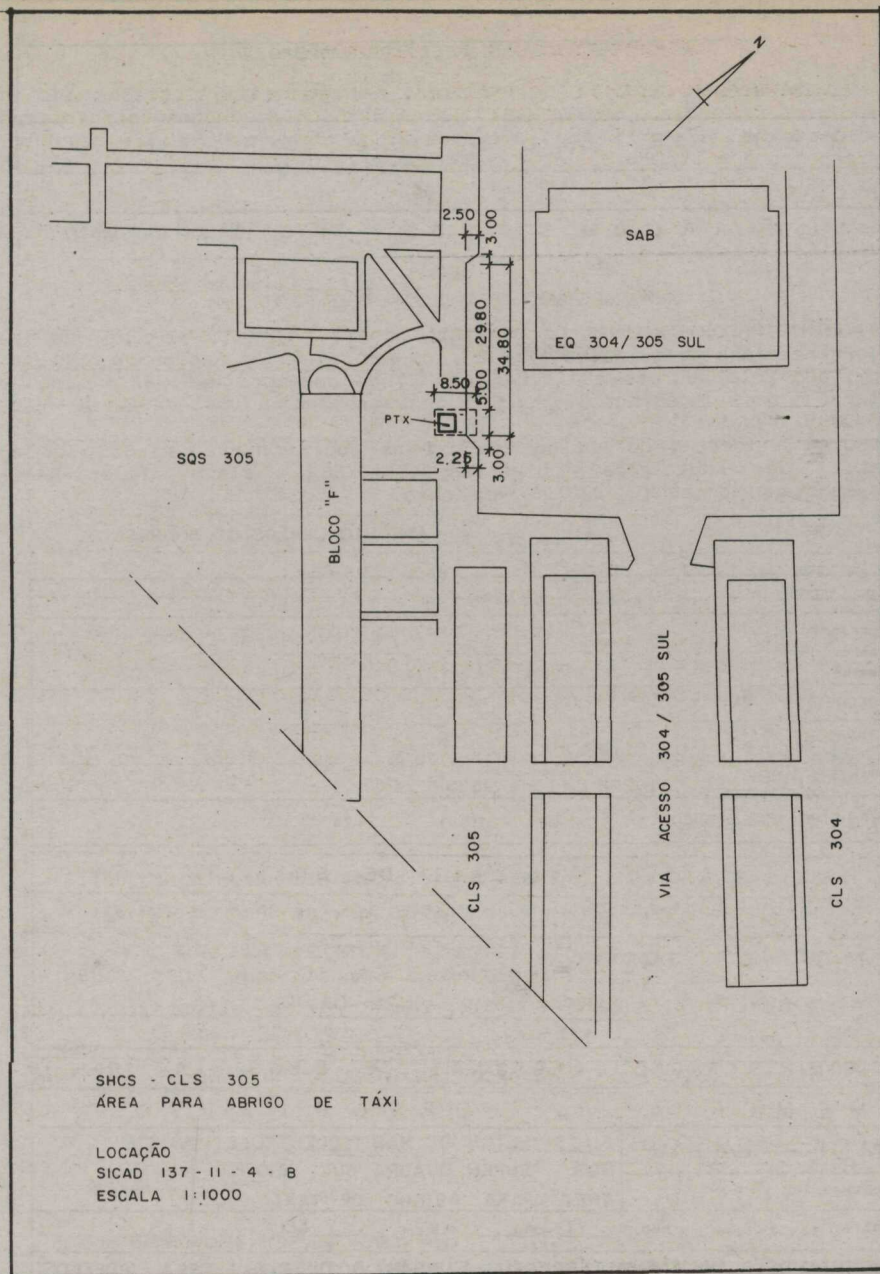 N
2.50
3.00
SAB
29.80
34.80
EQ 304/305 SUL
8.50
5.00
PTX
SQS 305
2.25
3.00
BLOCO "F"
VIA ACESSO 304/305 SUL
CLS 305
CLS 304
SHCS - CLS 305
ÁREA PARA ABRIGO DE TÁXI
LOCAÇÃO
SICAD 137-11-4-B
ESCALA 1:1000